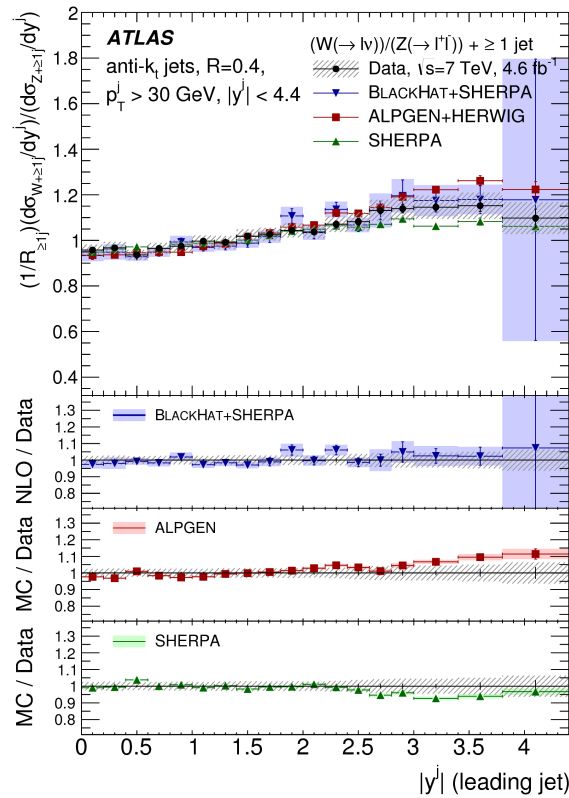 (1/R≥1j)(dσW+≥1j/dyj)/(dσZ+≥1j/dyj)
2
1.8
1.6
1.4
1.2
1
0.8
0.6
0.4
ATLAS
anti-kt jets, R=0.4,
pTj > 30 GeV, |yj| < 4.4
(W(→ lν))/(Z(→ l+l-)) + ≥ 1 jet
Data, √s=7 TeV, 4.6 fb-1
BLACKHAT+SHERPA
ALPGEN+HERWIG
SHERPA
NLO / Data
1.3
1.2
1.1
1
0.9
0.8
BLACKHAT+SHERPA
MC / Data
1.3
1.2
1.1
1
0.9
0.8
ALPGEN
MC / Data
1.3
1.2
1.1
1
0.9
0.8
SHERPA
0 0.5 1 1.5 2 2.5 3 3.5 4
|yj| (leading jet)